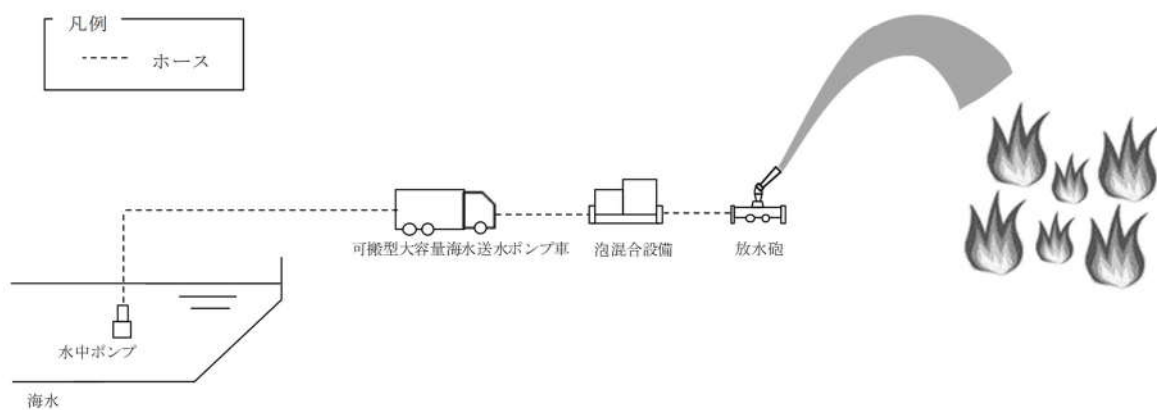 凡例
ホース
可搬型大容量海水送水ポンプ車
泡混合設備
放水砲
水中ポンプ
海水